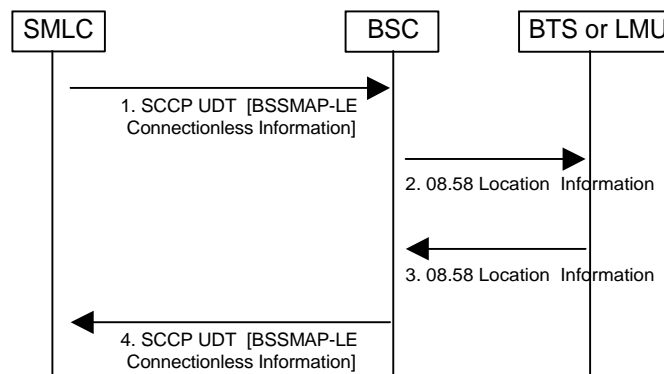 SMLC
BSC
BTS or LMU
1. SCCP UDT [BSSMAP-LE
Connectionless Information]
2. 08.58 Location Information
3. 08.58 Location Information
4. SCCP UDT [BSSMAP-LE
Connectionless Information]